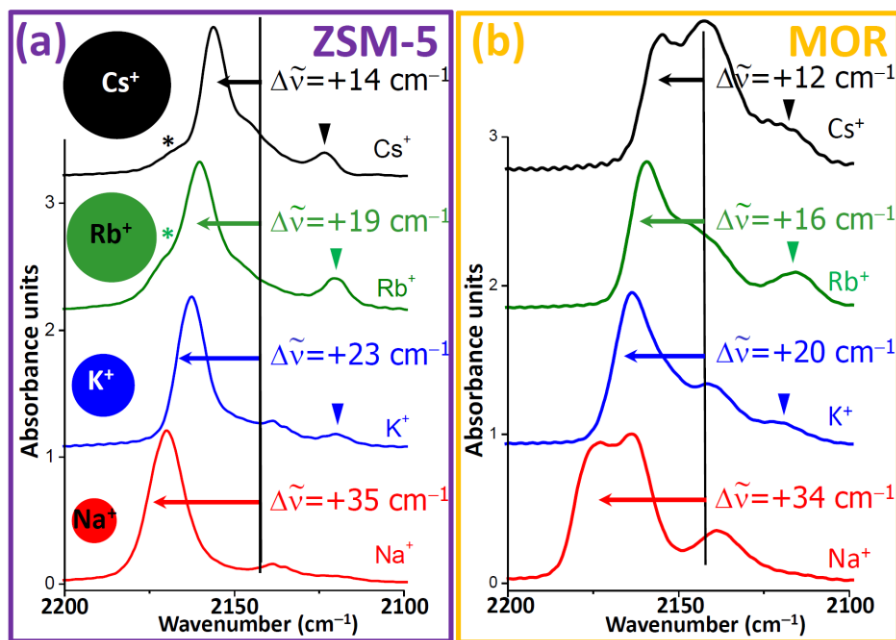 (a) ZSM-5
Cs⁺
Δν̃=+14 cm⁻¹
*
Cs⁺
3
Rb⁺
*
Δν̃=+19 cm⁻¹
Rb⁺
2
K⁺
Δν̃=+23 cm⁻¹
K⁺
1
Na⁺
Δν̃=+35 cm⁻¹
Na⁺
0
2200 2150 2100
Wavenumber (cm⁻¹)
Absorbance units
(b) MOR
Δν̃=+12 cm⁻¹
Cs⁺
3
Δν̃=+16 cm⁻¹
Rb⁺
2
Δν̃=+20 cm⁻¹
K⁺
1
Δν̃=+34 cm⁻¹
Na⁺
0
2200 2150 2100
Wavenumber (cm⁻¹)
Absorbance units